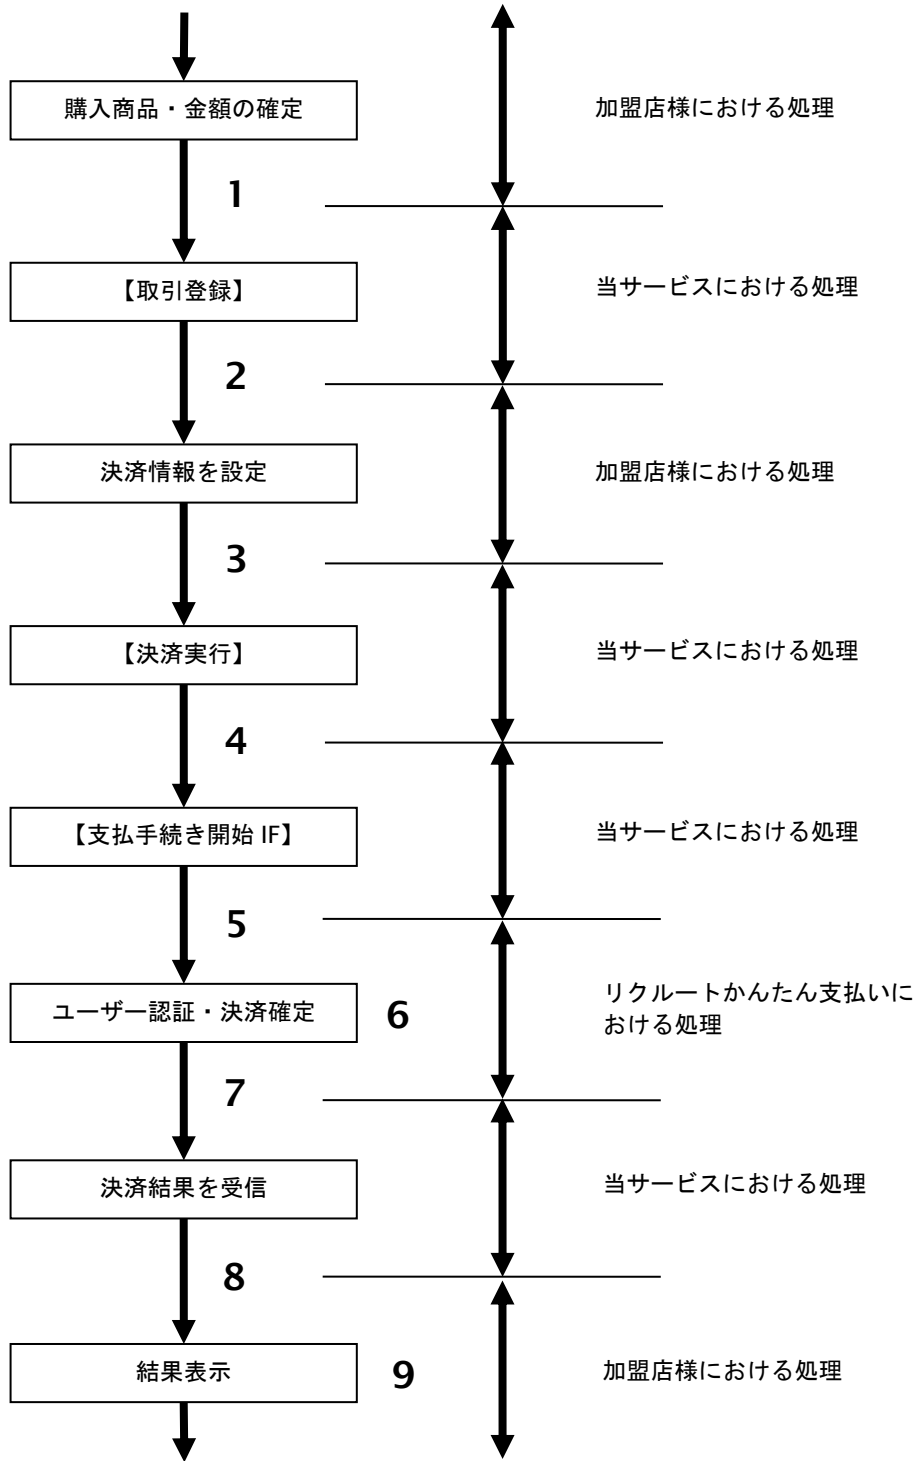 購入商品・金額の確定
加盟店様における処理
1
【取引登録】
当サービスにおける処理
2
決済情報を設定
加盟店様における処理
3
【決済実行】
当サービスにおける処理
4
【支払手続き開始 IF】
当サービスにおける処理
5
ユーザー認証・決済確定
6
リクルートかんたん支払いに
おける処理
7
決済結果を受信
当サービスにおける処理
8
結果表示
9
加盟店様における処理